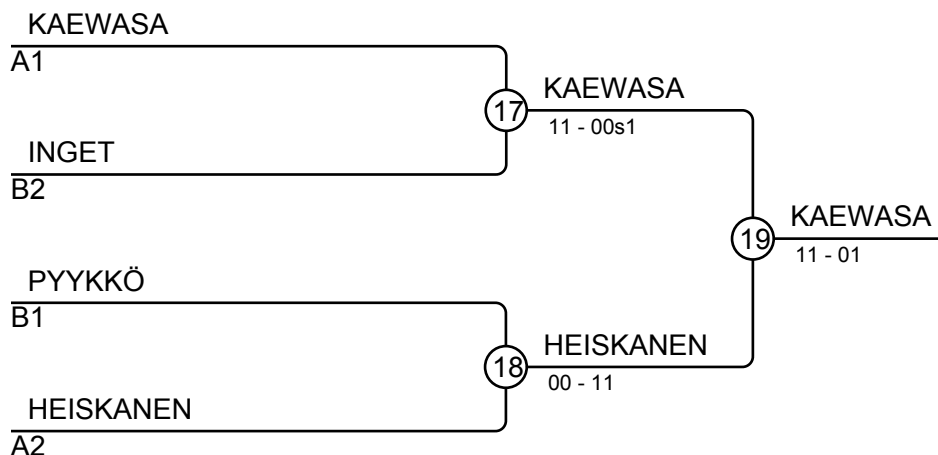 KAEWASA
A1
17
KAEWASA
11 - 00s1
INGET
B2
19
KAEWASA
11 - 01
PYYKKÖ
B1
18
HEISKANEN
00 - 11
HEISKANEN
A2